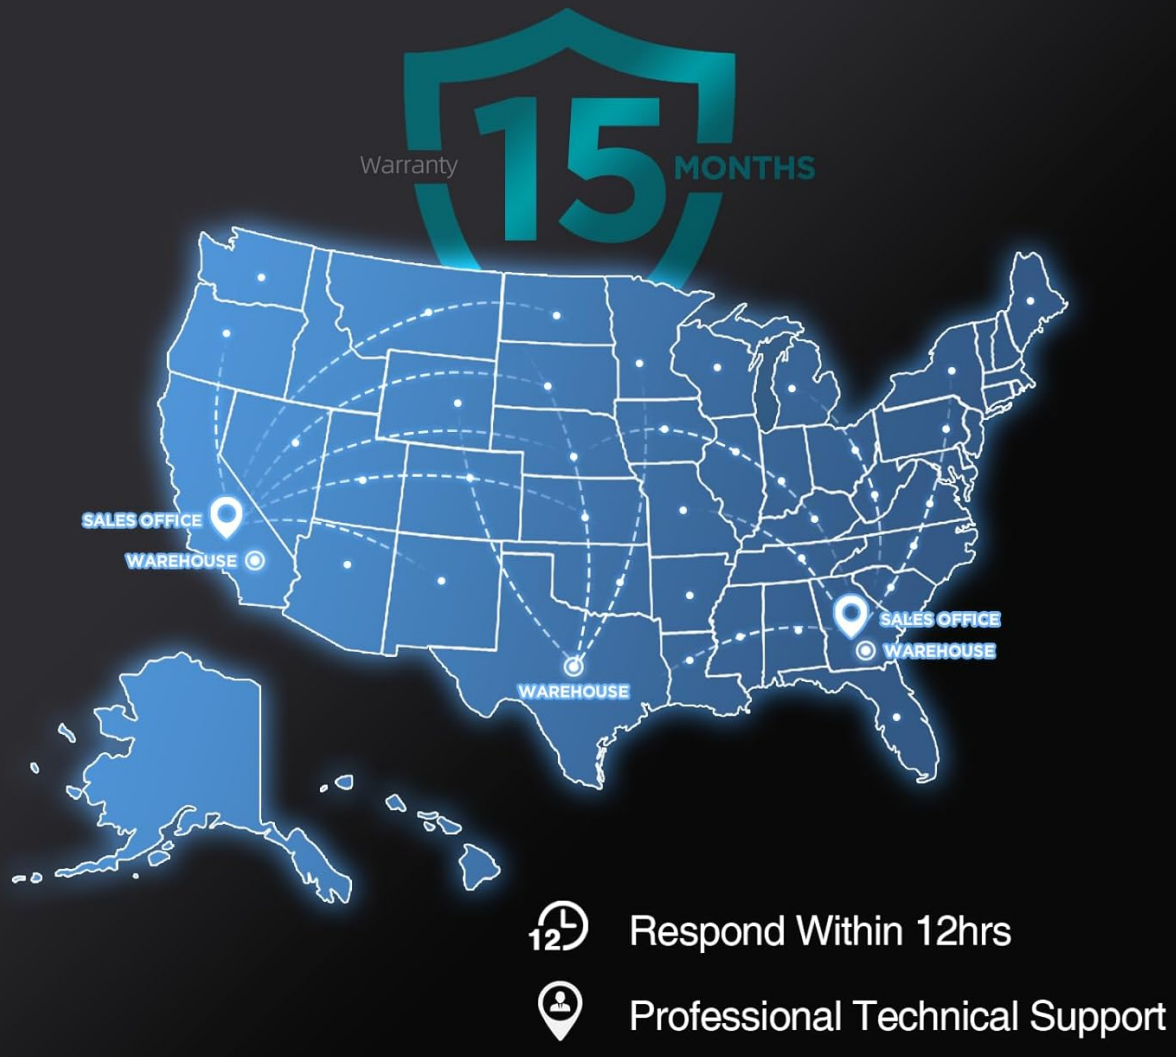 15
Warranty
MONTHS
SALES OFFICE
WAREHOUSE
SALES OFFICE
WAREHOUSE
WAREHOUSE
12
Respond Within 12hrs
Professional Technical Support